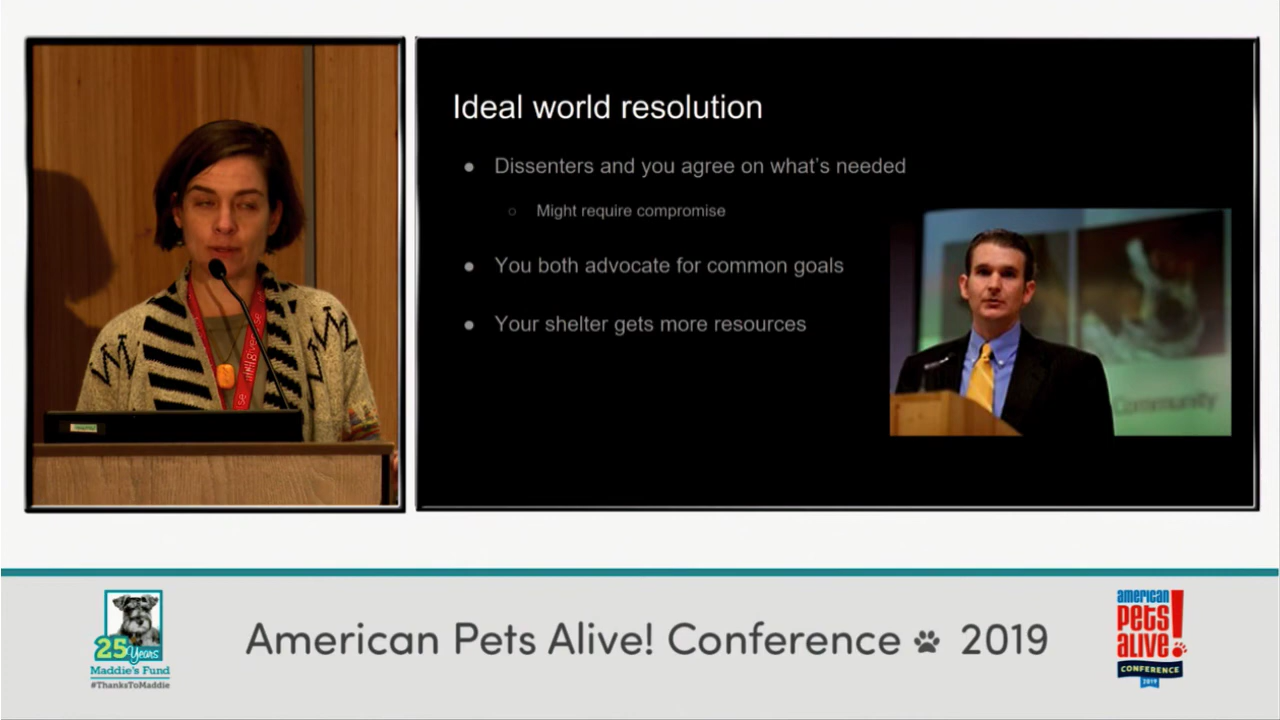 Ideal world resolution
● Dissenters and you agree on what's needed
○ Might require compromise
● You both advocate for common goals
● Your shelter gets more resources
Community
25 Years
Maddie's Fund
#ThanksToMaddie
American Pets Alive! Conference 2019
american
pets
alive!
CONFERENCE
2019